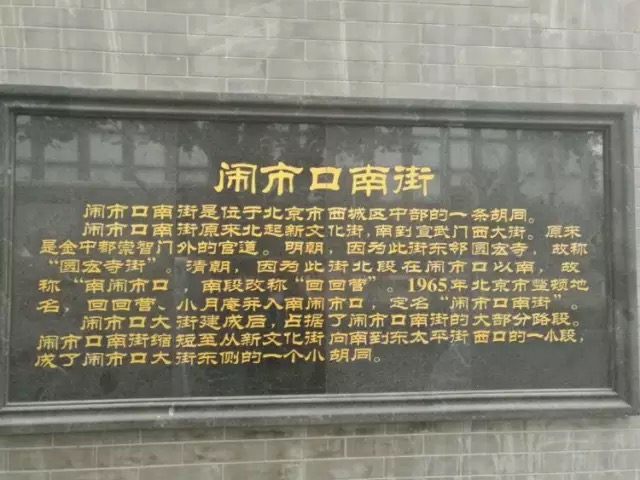 闹市口南街
闹市口南街是位于北京市西城区中部的一条胡同。
闹市口南街原来北起新文化街,南到宣武门西大街。原来
是金中都崇智门外的官道。明朝,因为此街东邻圆宏寺,故称
“圆宏寺街”。清朝,因为此街北段在闹市口以南,故
称“南闹市口,南段改称“回回营”。1965年北京市整顿地
名,回回营、小月庵并入南闹市口,定名“闹市口南街”。
闹市口大街建成后,占据了闹市口南街的大部分路段。
闹市口南街缩短至从新文化街向南到东太平街西口的一小段,
成了闹市口大街东侧的一个小胡同。